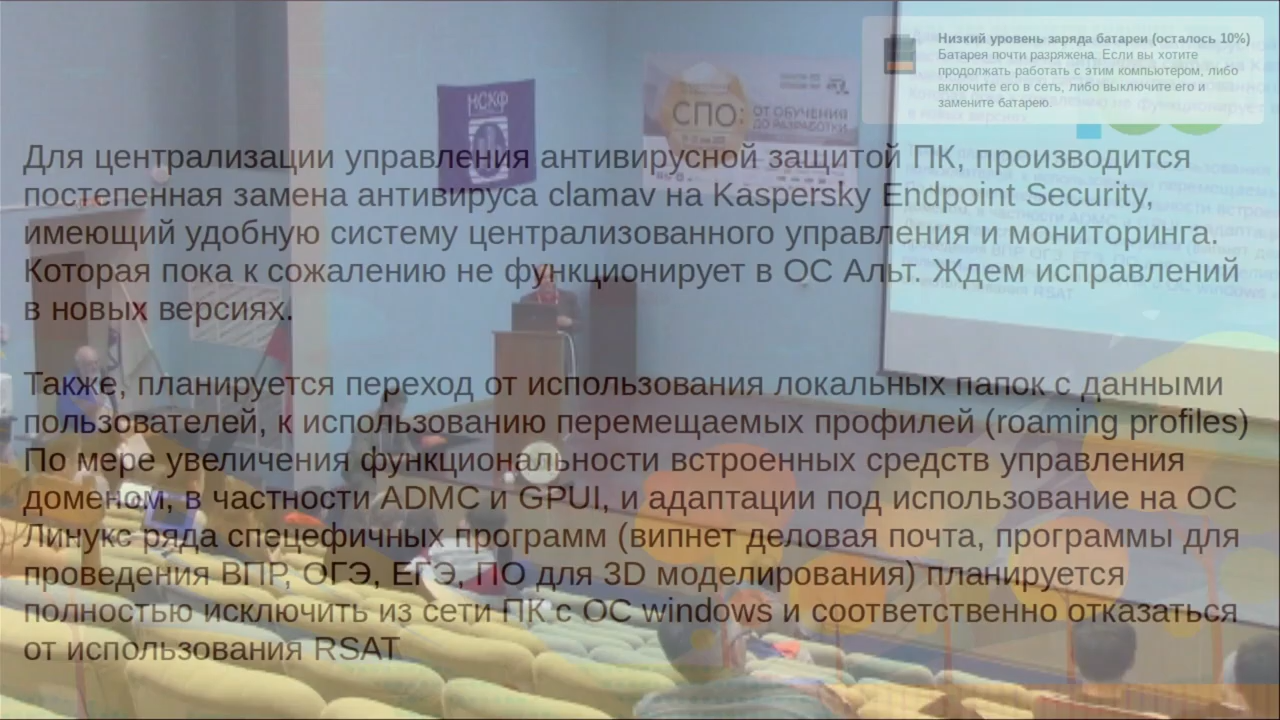 Низкий уровень заряда батареи (осталось 10%)
Батарея почти разряжена. Если вы хотите
продолжать работать с этим компьютером, либо
включите его в сеть, либо выключите его и
замените батарею.
МСКФ
СПО:
ОТ ОБУЧЕНИЯ
ДО РАЗРАБОТКИ
Для централизации управления антивирусной защитой ПК, производится
постепенная замена антивируса clamav на Kaspersky Endpoint Security,
имеющий удобную систему централизованного управления и мониторинга.
Которая пока к сожалению не функционирует в ОС Альт. Ждем исправлений
в новых версиях.
Также, планируется переход от использования локальных папок с данными
пользователей, к использованию перемещаемых профилей (roaming profiles)
По мере увеличения функциональности встроенных средств управления
доменом, в частности ADMC и GPUI, и адаптации под использование на ОС
Линукс ряда спецефичных программ (випнет деловая почта, программы для
проведения ВПР, ОГЭ, ЕГЭ, ПО для 3D моделирования) планируется
полностью исключить из сети ПК с ОС windows и соответственно отказаться
от использования RSAT